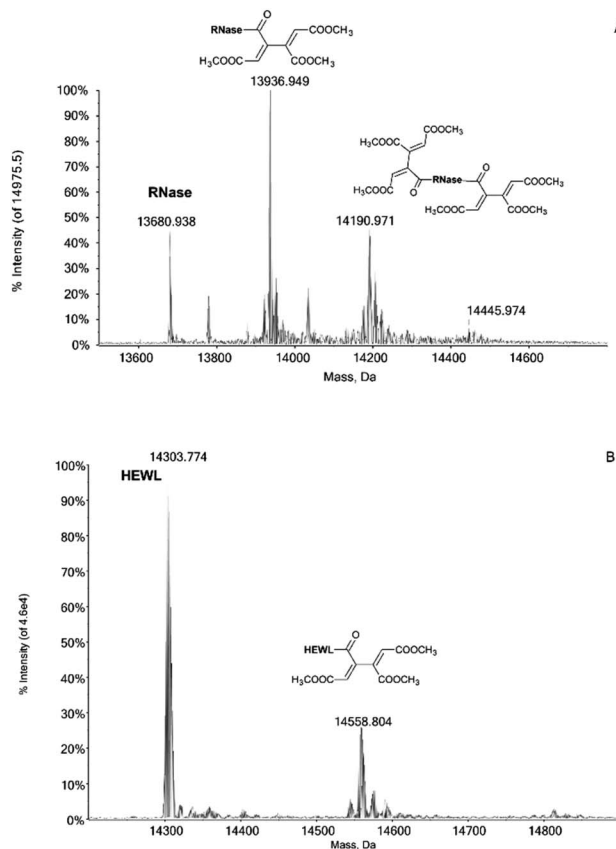 RNase
O
COOCH₃
H₃COOC
COOCH₃
13936.949
RNase
13680.938
H₃COOC
COOCH₃
H₃COOC
RNase
O
O
COOCH₃
H₃COOC
COOCH₃
14190.971
14445.974
100%
90%
80%
70%
60%
50%
40%
30%
20%
10%
0%
% Intensity (of 14975.5)
13600 13800 14000 14200 14400 14600
Mass, Da
B
14303.774
HEWL
HEWL
O
COOCH₃
H₃COOC
COOCH₃
14558.804
100%
90%
80%
70%
60%
50%
40%
30%
20%
10%
0%
% Intensity (of 4.6e4)
14300 14400 14500 14600 14700 14800
Mass, Da